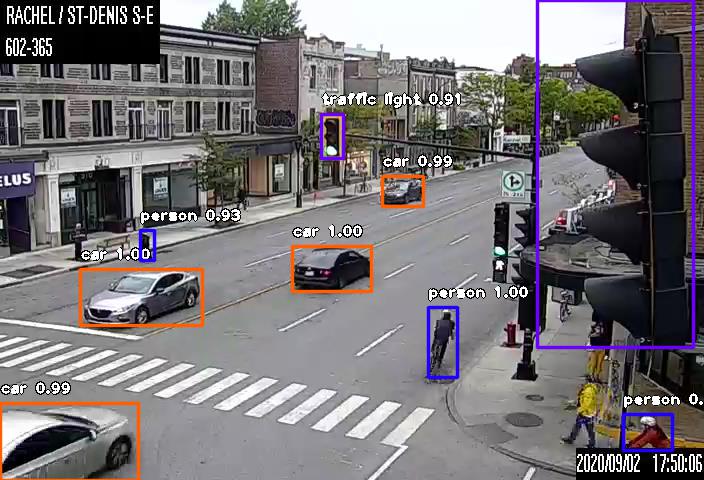 RACHEL / ST-DENIS S-E
602-365
traffic light 0.91
car 0.99
person 0.93
car 1.00
car 1.00
person 1.00
car 0.99
person 0.
ELUS
2020/09/02 17:50:06